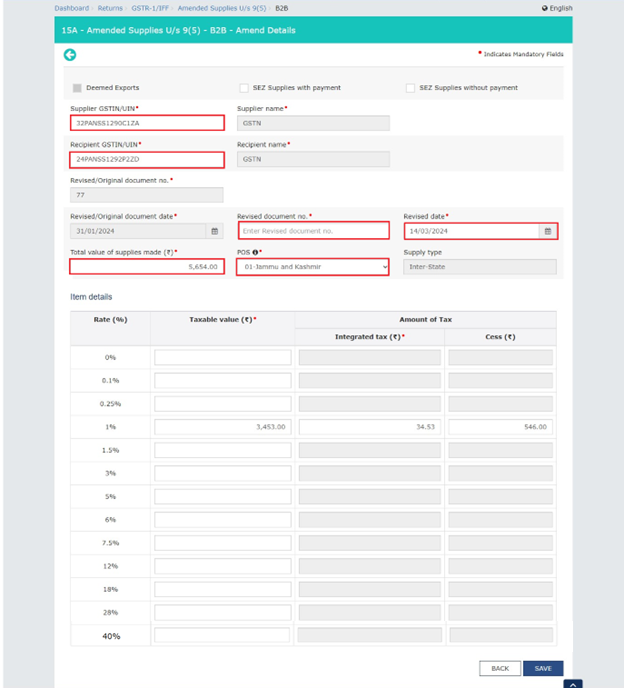 Dashboard › Returns › GSTR-1/IFF › Amended Supplies U/s 9(5) › B2B English
15A - Amended Supplies U/s 9(5) - B2B - Amend Details
* Indicates Mandatory Fields
Deemed Exports SEZ Supplies with payment SEZ Supplies without payment
Supplier GSTIN/UIN* Supplier name*
32PANSS1290C1ZA GSTN
Recipient GSTIN/UIN* Recipient name*
24PANSS1292P2ZD GSTN
Revised/Original document no.*
77
Revised/Original document date* Revised document no.* Revised date*
31/01/2024 Enter Revised document no. 14/03/2024
Total value of supplies made (₹)* POS * Supply type
5,654.00 01-Jammu and Kashmir Inter-State
Item details
Rate (%) Taxable value (₹)* Amount of Tax
Integrated tax (₹)* Cess (₹)
0%
0.1%
0.25%
1% 3,453.00 34.53 546.00
1.5%
3%
5%
6%
7.5%
12%
18%
28%
40%
BACK SAVE